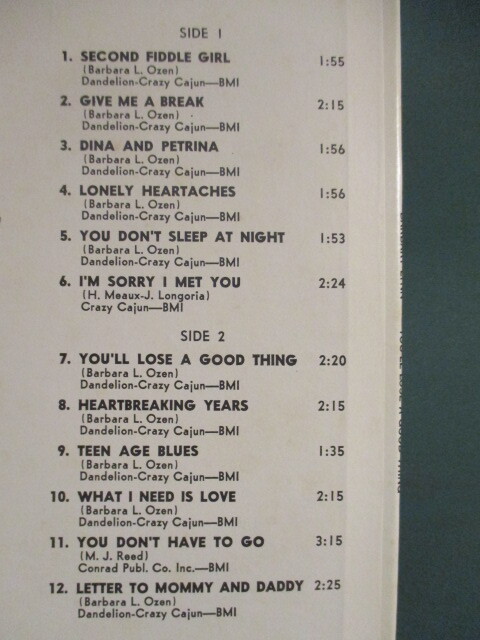 SIDE 1
1. SECOND FIDDLE GIRL 1:55
(Barbara L. Ozen)
Dandelion-Crazy Cajun—BMI
2. GIVE ME A BREAK 2:15
(Barbara L. Ozen)
Dandelion-Crazy Cajun—BMI
3. DINA AND PETRINA 1:56
(Barbara L. Ozen)
Dandelion-Crazy Cajun—BMI
4. LONELY HEARTACHES 1:56
(Barbara L. Ozen)
Dandelion-Crazy Cajun—BMI
5. YOU DON'T SLEEP AT NIGHT 1:53
(Barbara L. Ozen)
Dandelion-Crazy Cajun—BMI
6. I'M SORRY I MET YOU 2:24
(H. Meaux-J. Longoria)
Crazy Cajun—BMI
SIDE 2
7. YOU'LL LOSE A GOOD THING 2:20
(Barbara L. Ozen)
Dandelion-Crazy Cajun—BMI
8. HEARTBREAKING YEARS 2:15
(Barbara L. Ozen)
Dandelion-Crazy Cajun—BMI
9. TEEN AGE BLUES 1:35
(Barbara L. Ozen)
Dandelion-Crazy Cajun—BMI
10. WHAT I NEED IS LOVE 2:15
(Barbara L. Ozen)
Dandelion-Crazy Cajun—BMI
11. YOU DON'T HAVE TO GO 3:15
(M. J. Reed)
Conrad Publ. Co. Inc.—BMI
12. LETTER TO MOMMY AND DADDY 2:25
(Barbara L. Ozen)
Dandelion-Crazy Cajun—BMI